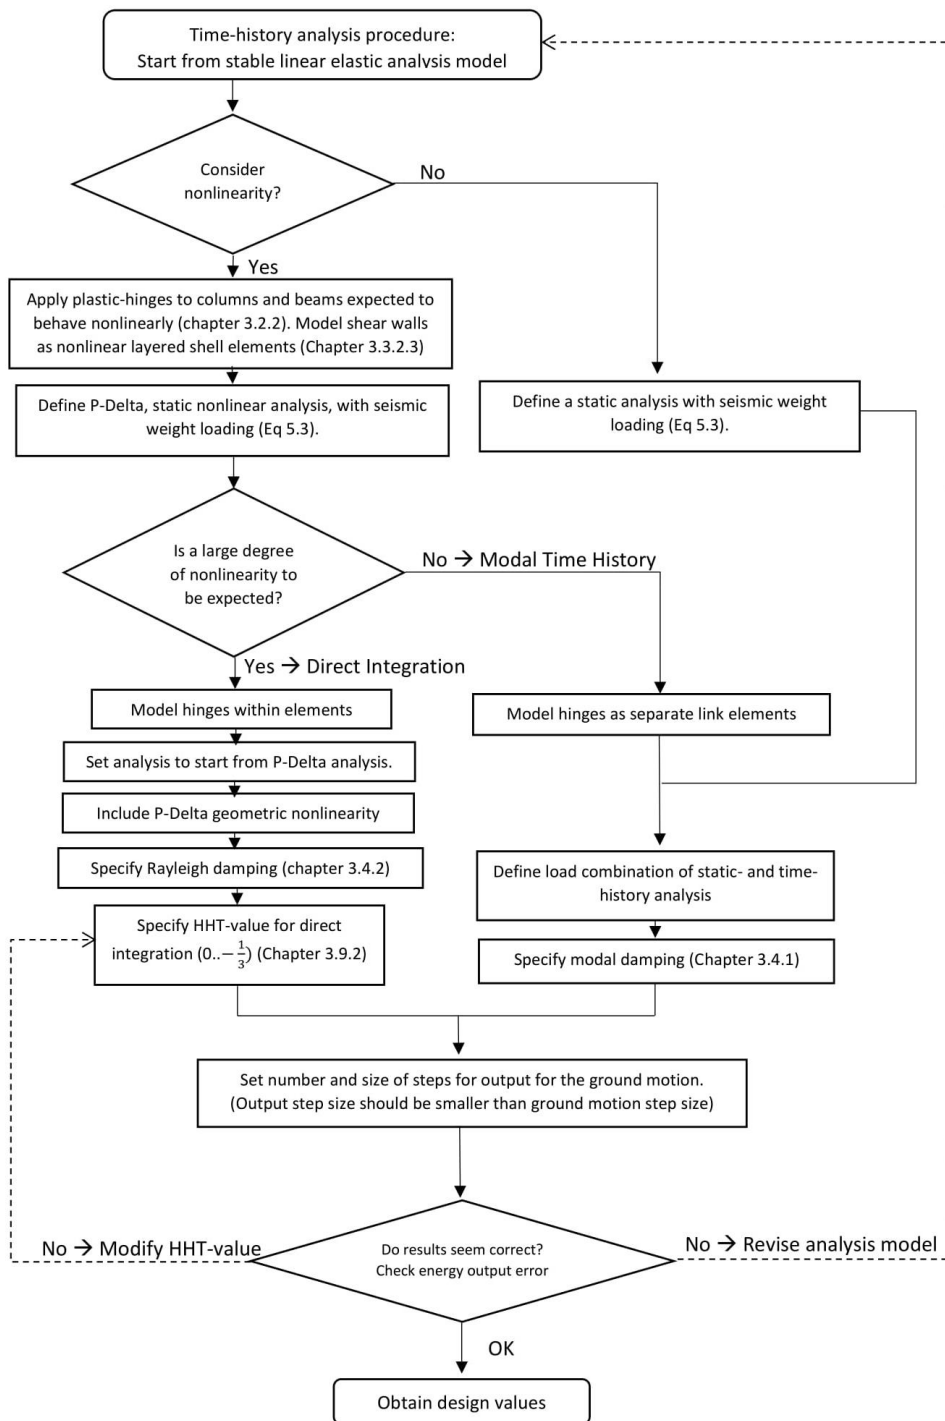 Time-history analysis procedure:
Start from stable linear elastic analysis model
Consider
nonlinearity?
No
Yes
Apply plastic-hinges to columns and beams expected to
behave nonlinearly (chapter 3.2.2). Model shear walls
as nonlinear layered shell elements (Chapter 3.3.2.3)
Define P-Delta, static nonlinear analysis, with seismic
weight loading (Eq 5.3).
Define a static analysis with seismic weight
loading (Eq 5.3).
Is a large degree
of nonlinearity to
be expected?
No → Modal Time History
Yes → Direct Integration
Model hinges within elements
Model hinges as separate link elements
Set analysis to start from P-Delta analysis.
Include P-Delta geometric nonlinearity
Specify Rayleigh damping (chapter 3.4.2)
Define load combination of static- and time-
history analysis
Specify HHT-value for direct
integration (0..−1/3) (Chapter 3.9.2)
Specify modal damping (Chapter 3.4.1)
Set number and size of steps for output for the ground motion.
(Output step size should be smaller than ground motion step size)
No → Modify HHT-value
Do results seem correct?
Check energy output error
No → Revise analysis model
OK
Obtain design values